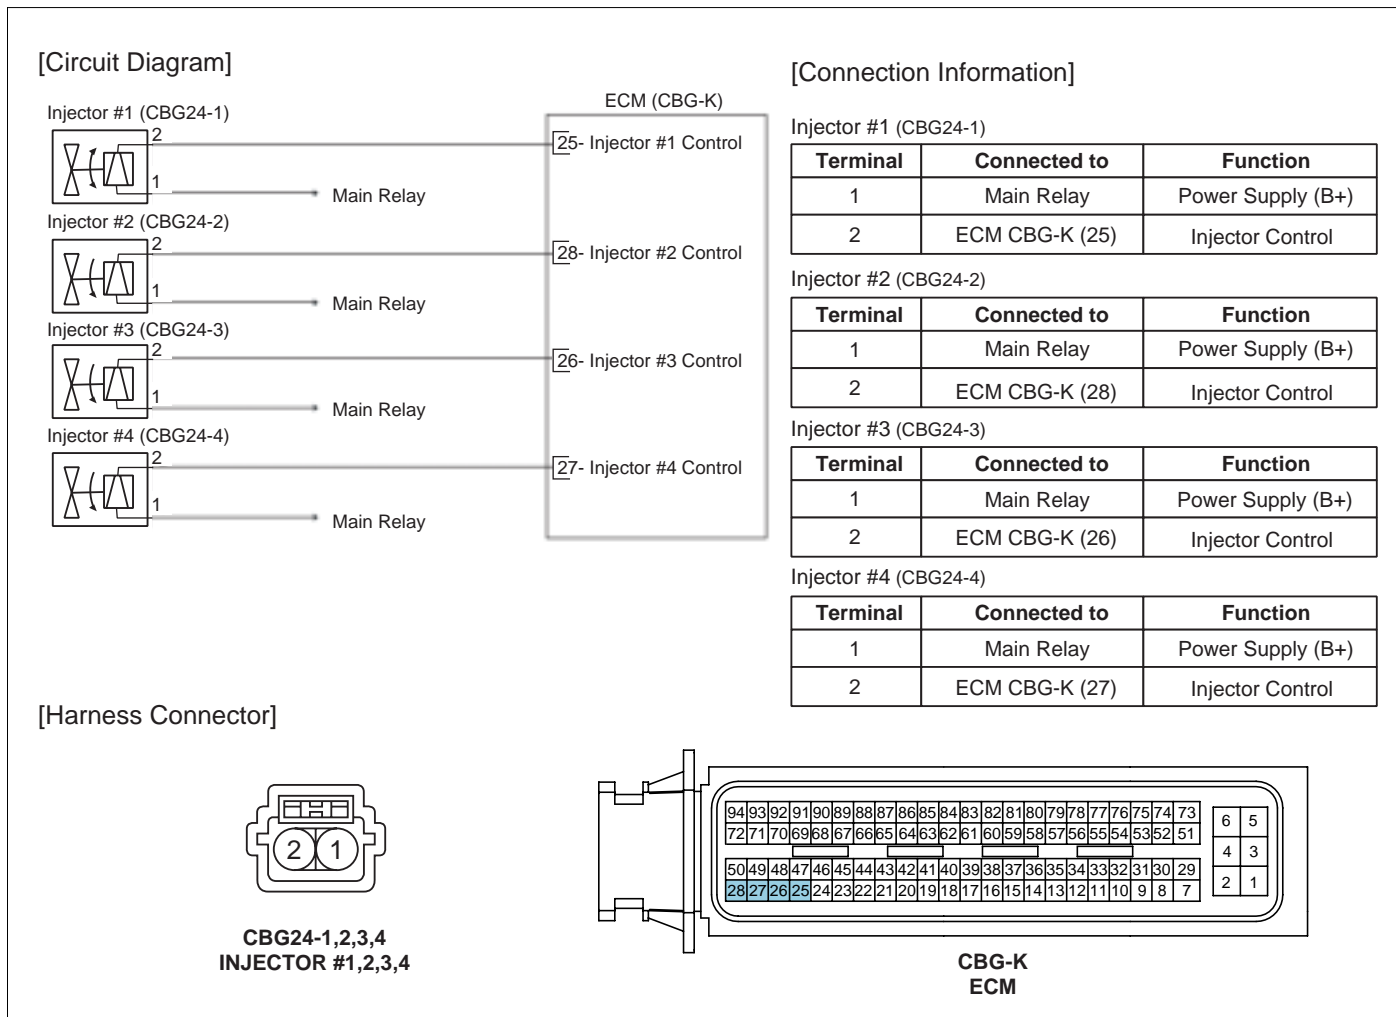 [Circuit Diagram]
Injector #1 (CBG24-1)
2
1
Main Relay
Injector #2 (CBG24-2)
2
1
Main Relay
Injector #3 (CBG24-3)
2
1
Main Relay
Injector #4 (CBG24-4)
2
1
Main Relay
ECM (CBG-K)
25- Injector #1 Control
28- Injector #2 Control
26- Injector #3 Control
27- Injector #4 Control
[Connection Information]
Injector #1 (CBG24-1)
Terminal Connected to Function
1 Main Relay Power Supply (B+)
2 ECM CBG-K (25) Injector Control
Injector #2 (CBG24-2)
Terminal Connected to Function
1 Main Relay Power Supply (B+)
2 ECM CBG-K (28) Injector Control
Injector #3 (CBG24-3)
Terminal Connected to Function
1 Main Relay Power Supply (B+)
2 ECM CBG-K (26) Injector Control
Injector #4 (CBG24-4)
Terminal Connected to Function
1 Main Relay Power Supply (B+)
2 ECM CBG-K (27) Injector Control
[Harness Connector]
2 1
CBG24-1,2,3,4
INJECTOR #1,2,3,4
94 93 92 91 90 89 88 87 86 85 84 83 82 81 80 79 78 77 76 75 74 73
72 71 70 69 68 67 66 65 64 63 62 61 60 59 58 57 56 55 54 53 52 51
50 49 48 47 46 45 44 43 42 41 40 39 38 37 36 35 34 33 32 31 30 29
28 27 26 25 24 23 22 21 20 19 18 17 16 15 14 13 12 11 10 9 8 7
6 5
4 3
2 1
CBG-K
ECM